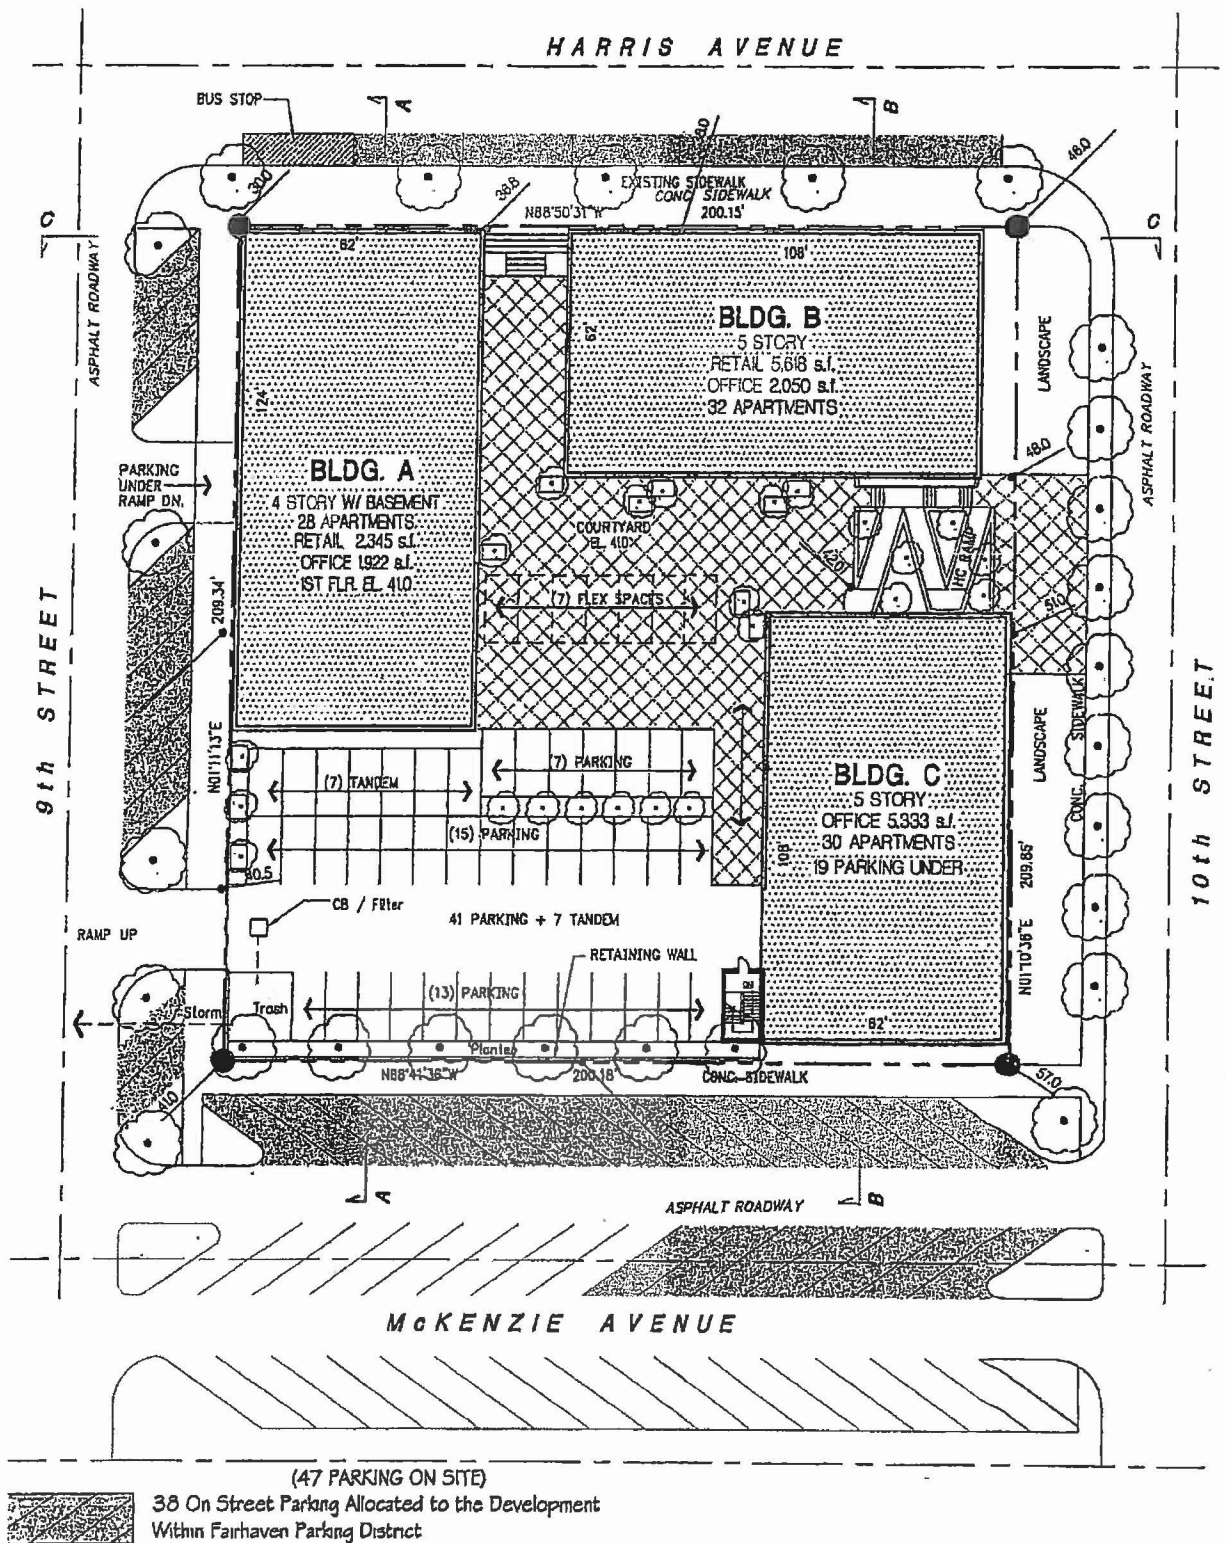 HARRIS AVENUE
BUS STOP
A
B
48.0
30.0
38.8
EXISTING SIDEWALK
CONC. SIDEWALK
N88°50'31"W
200.15'
C
C
ASPHALT ROADWAY
62'
108'
BLDG. B
5 STORY
RETAIL 5,618 s.f.
OFFICE 2,050 s.f.
32 APARTMENTS
62'
LANDSCAPE
ASPHALT ROADWAY
124'
48.0
PARKING
UNDER
RAMP DN.
BLDG. A
4 STORY W/ BASEMENT
28 APARTMENTS
RETAIL 2,345 s.f.
OFFICE 1,922 s.f.
1ST FLR. EL. 41.0
COURTYARD
EL. 41.0
HC RAMP
(7) FLEX SPACES
51.0
209.34'
9th STREET
10th STREET
N01°11'13"E
(7) TANDEM
(7) PARKING
(15) PARKING
BLDG. C
5 STORY
OFFICE 5,333 s.f.
30 APARTMENTS
19 PARKING UNDER
108'
LANDSCAPE
CONC. SIDEWALK
209.85'
N01°10'36"E
CB / Filter
41 PARKING + 7 TANDEM
RAMP UP
RETAINING WALL
(13) PARKING
Storm
Trash
Planter
62'
N88°41'36"W
200.18'
CONC. SIDEWALK
41.0
57.0
A
B
ASPHALT ROADWAY
McKENZIE AVENUE
(47 PARKING ON SITE)
38 On Street Parking Allocated to the Development
Within Fairhaven Parking District